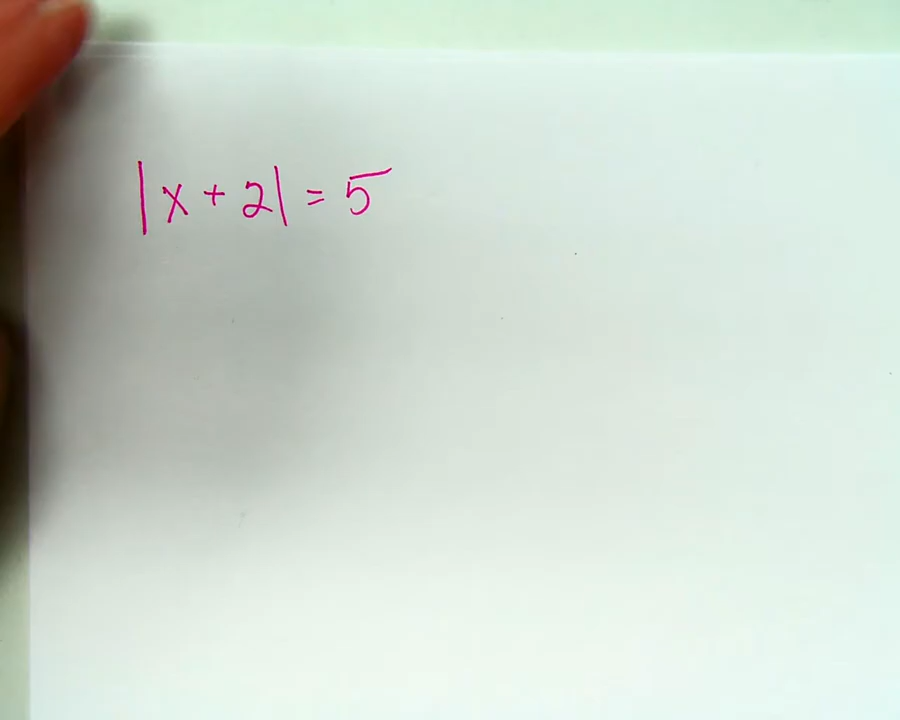 |x + 2| = 5